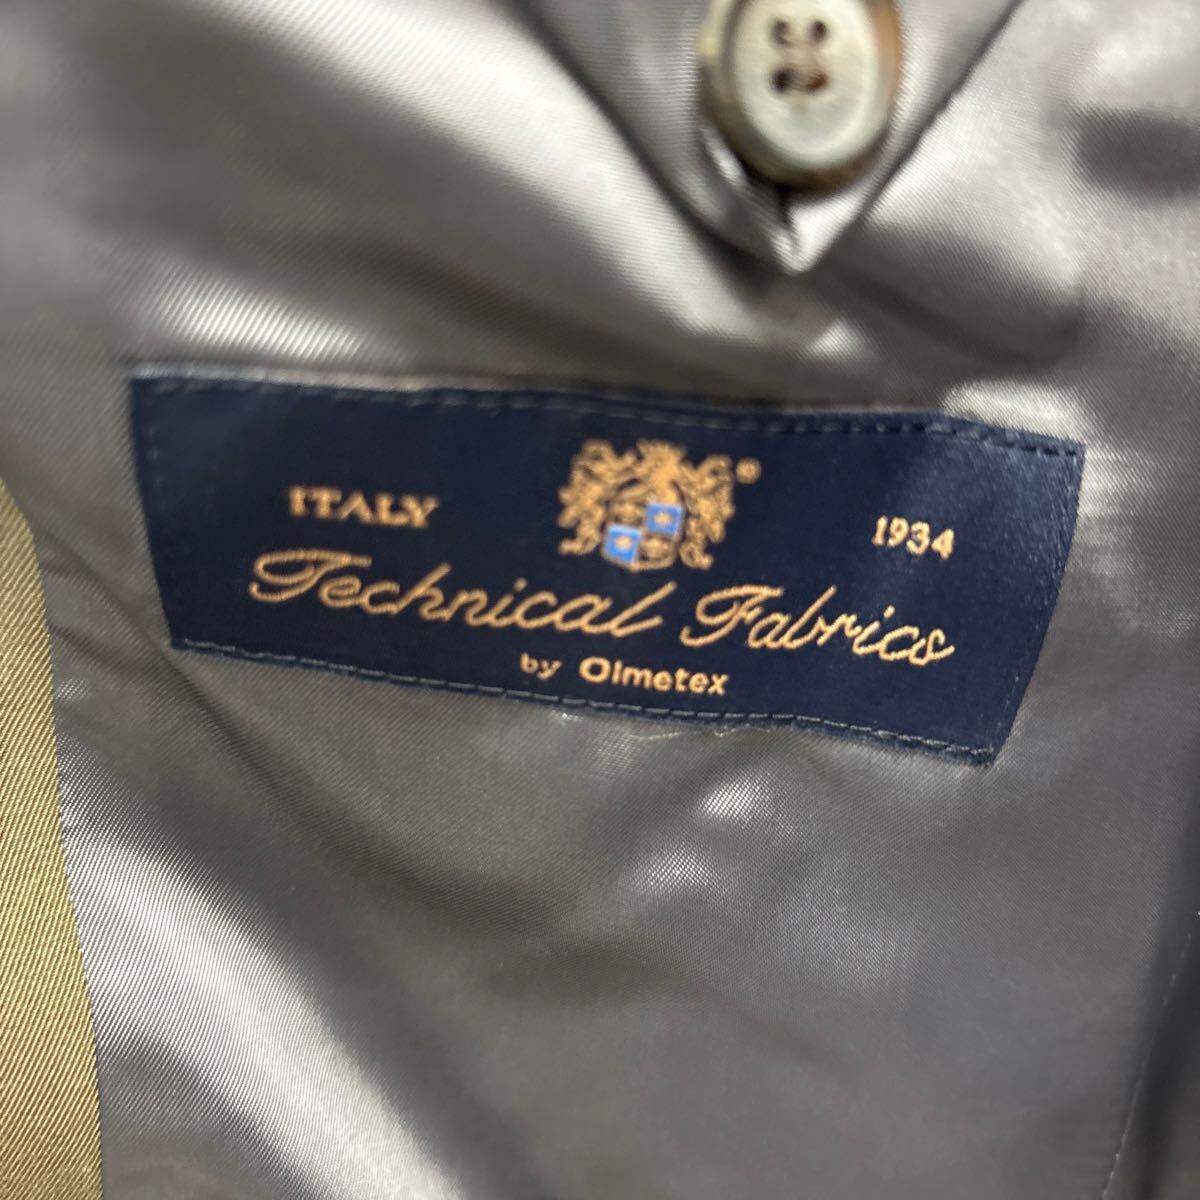 ITALY ® 1934
Technical Fabrics
by Olmetex